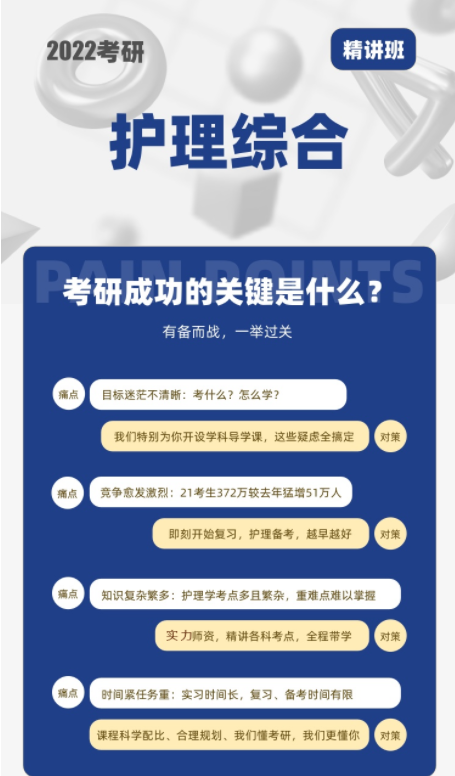 2022考研
精讲班
护理综合
PAIN POINTS
考研成功的关键是什么？
有备而战，一举过关
痛点
目标迷茫不清晰：考什么？怎么学？
我们特别为你开设学科导学课，这些疑虑全搞定
对策
痛点
竞争愈发激烈：21考生372万较去年猛增51万人
即刻开始复习，护理备考，越早越好
对策
痛点
知识复杂繁多：护理学考点多且繁杂，重难点难以掌握
实力师资，精讲各科考点，全程带学
对策
痛点
时间紧任务重：实习时间长，复习、备考时间有限
课程科学配比、合理规划、我们懂考研，我们更懂你
对策